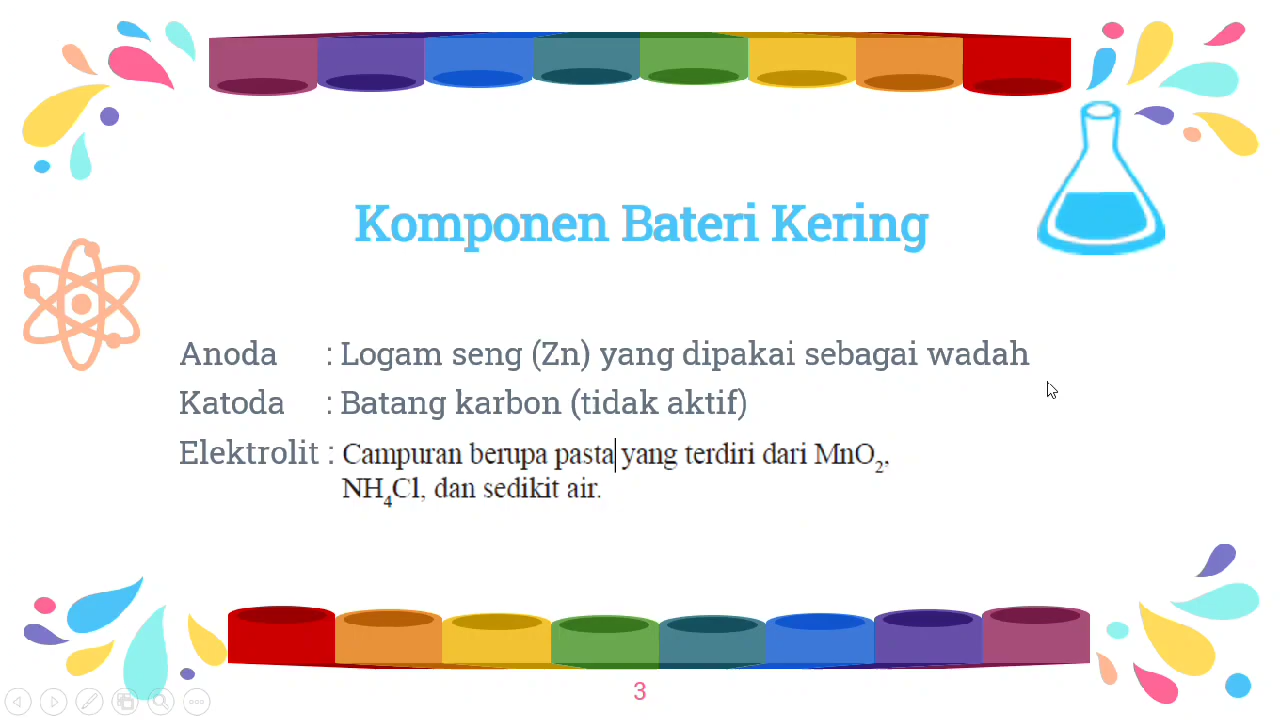 Komponen Bateri Kering
Anoda : Logam seng (Zn) yang dipakai sebagai wadah
Katoda : Batang karbon (tidak aktif)
Elektrolit : Campuran berupa pasta yang terdiri dari MnO₂,
NH₄Cl, dan sedikit air.
3